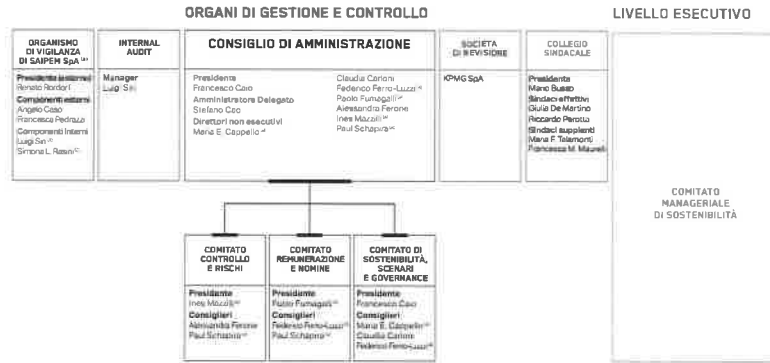 ORGANI DI GESTIONE E CONTROLLO
LIVELLO ESECUTIVO
ORGANISMO
DI VIGILANZA
DI SAIPEM SpA
Presidente
Renato Bordori
Componenti esterni
Angelo Casò
Francesca Pedrazzi
Componenti Interni
Luigi Siri
Simona L. Resini
INTERNAL
AUDIT
Manager
Luigi Siri
CONSIGLIO DI AMMINISTRAZIONE
Presidente
Francesco Caio
Amministratore Delegato
Stefano Cao
Direttori non esecutivi
Maria E. Cappello
Claudia Carloni
Federico Ferro-Luzzi
Paolo Fumagalli
Alessandra Ferone
Ines Mazzilli
Paul Schapira
SOCIETÀ
DI REVISIONE
KPMG SpA
COLLEGIO
SINDACALE
Presidente
Mario Busso
Sindaci effettivi
Giulia De Martino
Riccardo Perotta
Sindaci supplenti
Maria F. Talamonti
Francesca M. Maurelli
COMITATO
MANAGERIALE
DI SOSTENIBILITÀ
COMITATO
CONTROLLO
E RISCHI
Presidente
Ines Mazzilli
Consiglieri
Alessandra Ferone
Paul Schapira
COMITATO
REMUNERAZIONE
E NOMINE
Presidente
Paolo Fumagalli
Consiglieri
Federico Ferro-Luzzi
Paul Schapira
COMITATO DI
SOSTENIBILITÀ,
SCENARI
E GOVERNANCE
Presidente
Francesco Caio
Consiglieri
Maria E. Cappello
Claudia Carloni
Federico Ferro-Luzzi